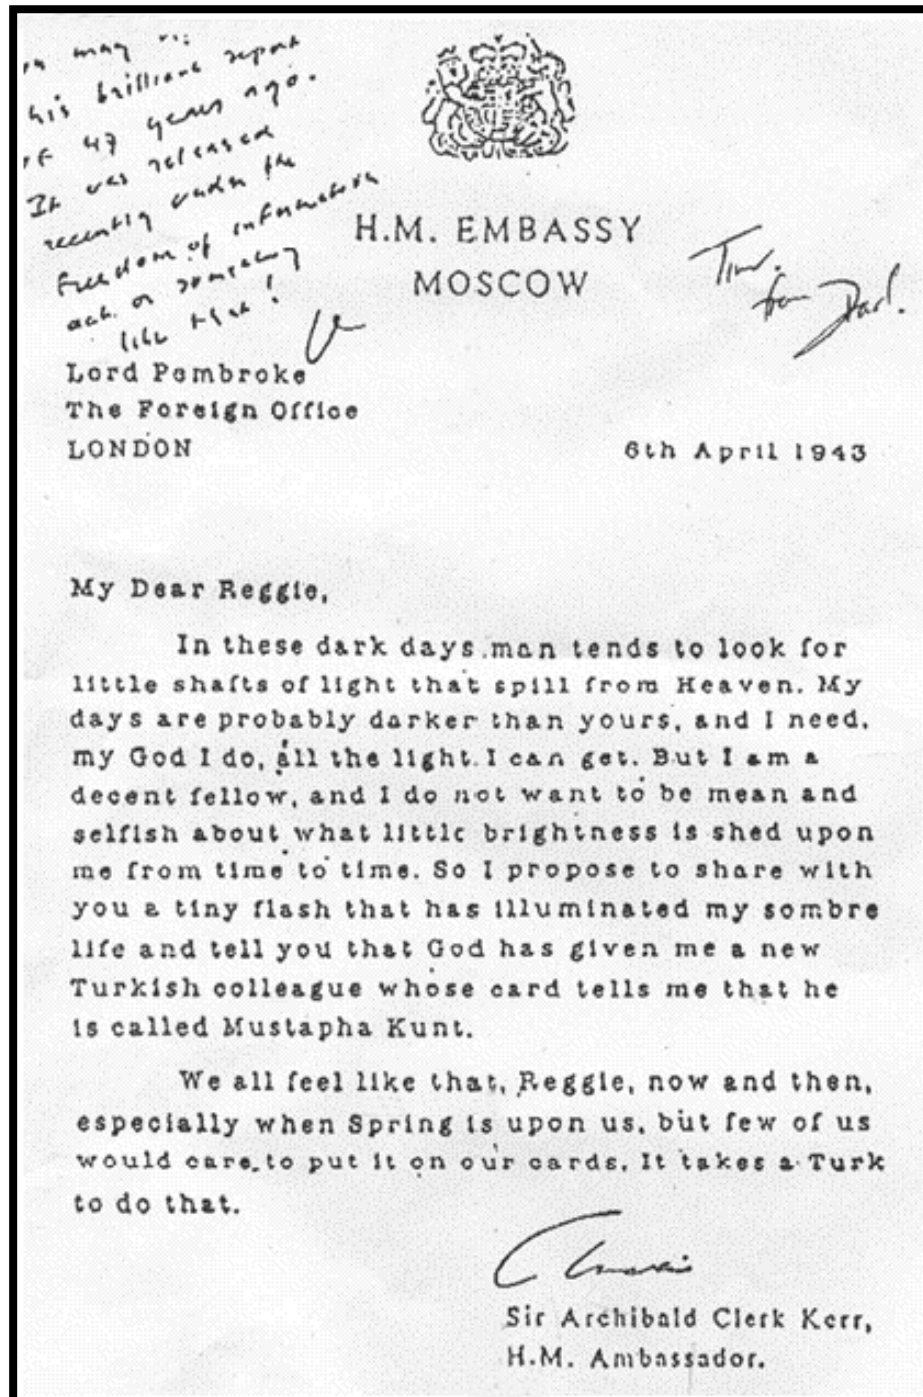 his brilliant report
of 47 years ago.
It was released
recently under the
freedom of information
act or something
like that!
H.M. EMBASSY
MOSCOW
from
Lord Pembroke
The Foreign Office
LONDON
6th April 1943
My Dear Reggie,
In these dark days man tends to look for
little shafts of light that spill from Heaven. My
days are probably darker than yours, and I need,
my God I do, all the light I can get. But I am a
decent fellow, and I do not want to be mean and
selfish about what little brightness is shed upon
me from time to time. So I propose to share with
you a tiny flash that has illuminated my sombre
life and tell you that God has given me a new
Turkish colleague whose card tells me that he
is called Mustapha Kunt.
We all feel like that, Reggie, now and then,
especially when Spring is upon us, but few of us
would care to put it on our cards. It takes a Turk
to do that.
Sir Archibald Clerk Kerr,
H.M. Ambassador.